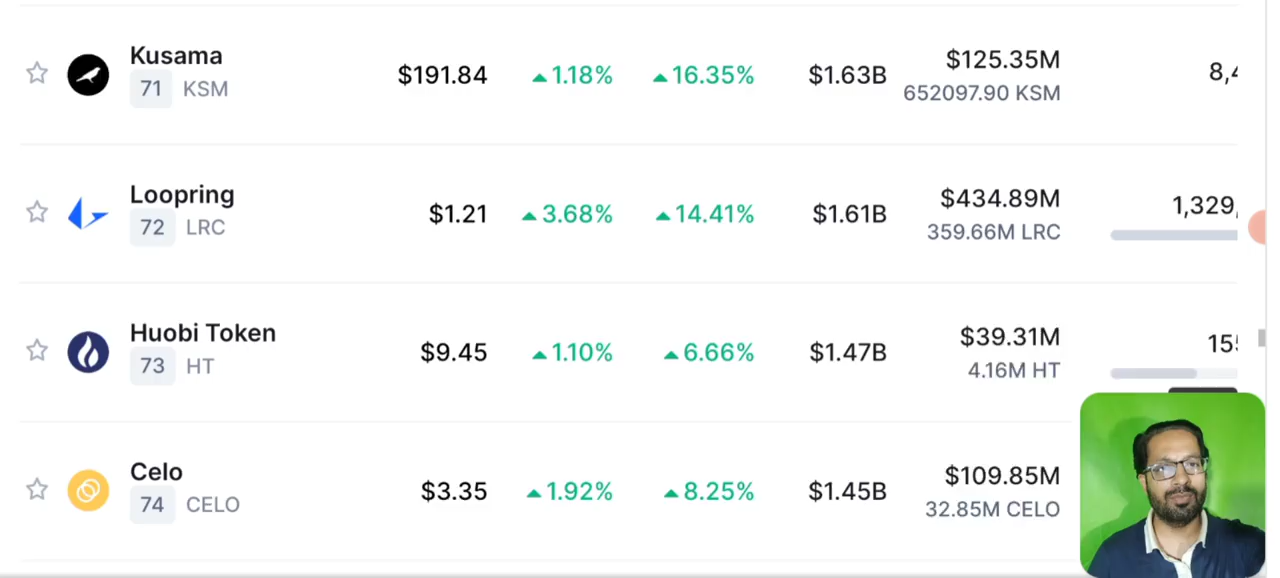 Kusama
71 KSM
$191.84
1.18%
16.35%
$1.63B
$125.35M
652097.90 KSM
Loopring
72 LRC
$1.21
3.68%
14.41%
$1.61B
$434.89M
359.66M LRC
1,329,
Huobi Token
73 HT
$9.45
1.10%
6.66%
$1.47B
$39.31M
4.16M HT
Celo
74 CELO
$3.35
1.92%
8.25%
$1.45B
$109.85M
32.85M CELO